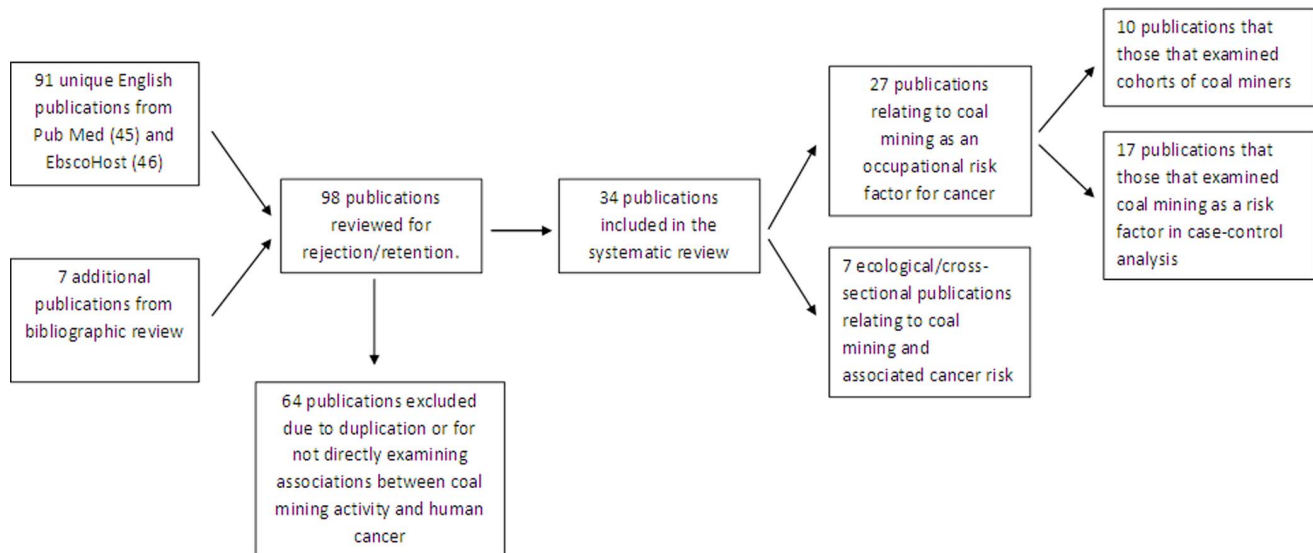 91 unique English
publications from
Pub Med (45) and
EbscoHost (46)
7 additional
publications from
bibliographic review
98 publications
reviewed for
rejection/retention.
64 publications excluded
due to duplication or for
not directly examining
associations between coal
mining activity and human
cancer
34 publications
included in the
systematic review
27 publications
relating to coal
mining as an
occupational risk
factor for cancer
7 ecological/cross-
sectional publications
relating to coal
mining and
associated cancer risk
10 publications that
those that examined
cohorts of coal miners
17 publications that
those that examined
coal mining as a risk
factor in case-control
analysis